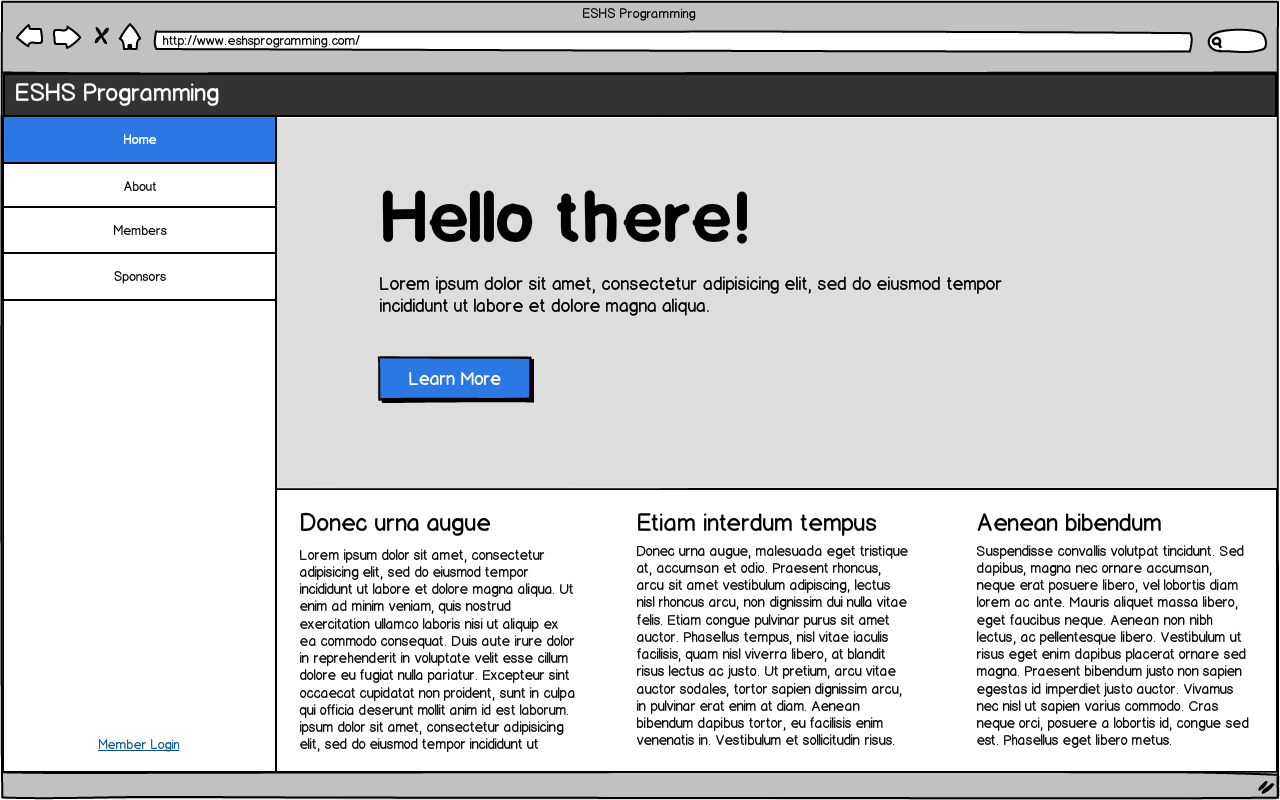 ESHS Programming
http://www.eshsprogramming.com/
ESHS Programming
Home
About
Members
Sponsors
Member Login
Hello there!
Lorem ipsum dolor sit amet, consectetur adipisicing elit, sed do eiusmod tempor
incididunt ut labore et dolore magna aliqua.
Learn More
Donec urna augue
Lorem ipsum dolor sit amet, consectetur
adipisicing elit, sed do eiusmod tempor
incididunt ut labore et dolore magna aliqua. Ut
enim ad minim veniam, quis nostrud
exercitation ullamco laboris nisi ut aliquip ex
ea commodo consequat. Duis aute irure dolor
in reprehenderit in voluptate velit esse cillum
dolore eu fugiat nulla pariatur. Excepteur sint
occaecat cupidatat non proident, sunt in culpa
qui officia deserunt mollit anim id est laborum.
ipsum dolor sit amet, consectetur adipisicing
elit, sed do eiusmod tempor incididunt ut
Etiam interdum tempus
Donec urna augue, malesuada eget tristique
at, accumsan et odio. Praesent rhoncus,
arcu sit amet vestibulum adipiscing, lectus
nisl rhoncus arcu, non dignissim dui nulla vitae
felis. Etiam congue pulvinar purus sit amet
auctor. Phasellus tempus, nisl vitae iaculis
facilisis, quam nisl viverra libero, at blandit
risus lectus ac justo. Ut pretium, arcu vitae
auctor sodales, tortor sapien dignissim arcu,
in pulvinar erat enim at diam. Aenean
bibendum dapibus tortor, eu facilisis enim
venenatis in. Vestibulum et sollicitudin risus.
Aenean bibendum
Suspendisse convallis volutpat tincidunt. Sed
dapibus, magna nec ornare accumsan,
neque erat posuere libero, vel lobortis diam
lorem ac ante. Mauris aliquet massa libero,
eget faucibus neque. Aenean non nibh
lectus, ac pellentesque libero. Vestibulum ut
risus eget enim dapibus placerat ornare sed
magna. Praesent bibendum justo non sapien
egestas id imperdiet justo auctor. Vivamus
nec nisl ut sapien varius commodo. Cras
neque orci, posuere a lobortis id, congue sed
est. Phasellus eget libero metus.